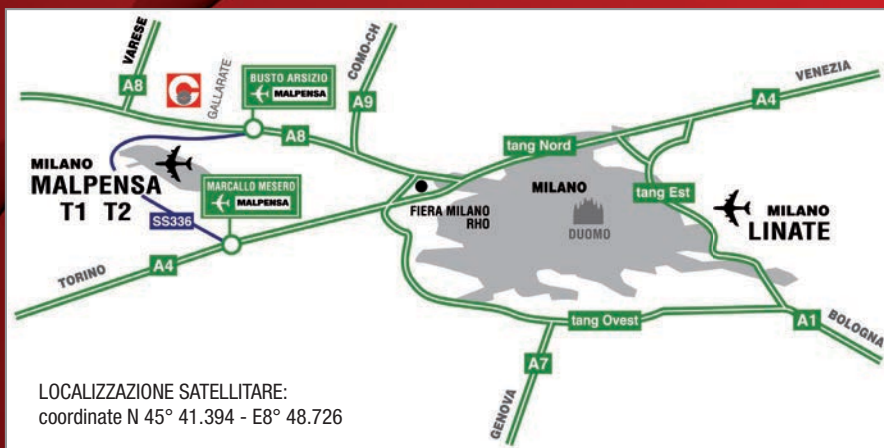 VARESE
A8
GALLARATE
BUSTO ARSIZIO
MALPENSA
COMO-CH
A9
VENEZIA
A4
A8
tang Nord
MILANO
MALPENSA
T1 T2
SS336
MARCALLO MESERO
MALPENSA
FIERA MILANO
RHO
MILANO
DUOMO
tang Est
MILANO
LINATE
TORINO
A4
tang Ovest
A1
BOLOGNA
A7
GENOVA
LOCALIZZAZIONE SATELLITARE:
coordinate N 45° 41.394 - E8° 48.726